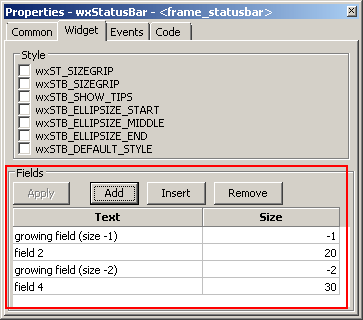 Properties - wxStatusBar - <frame_statusbar>
Common Widget Events Code
Style
wxST_SIZEGRIP
wxSTB_SIZEGRIP
wxSTB_SHOW_TIPS
wxSTB_ELLIPSIZE_START
wxSTB_ELLIPSIZE_MIDDLE
wxSTB_ELLIPSIZE_END
wxSTB_DEFAULT_STYLE
Fields
Apply Add Insert Remove
Text Size
growing field (size -1) -1
field 2 20
growing field (size -2) -2
field 4 30